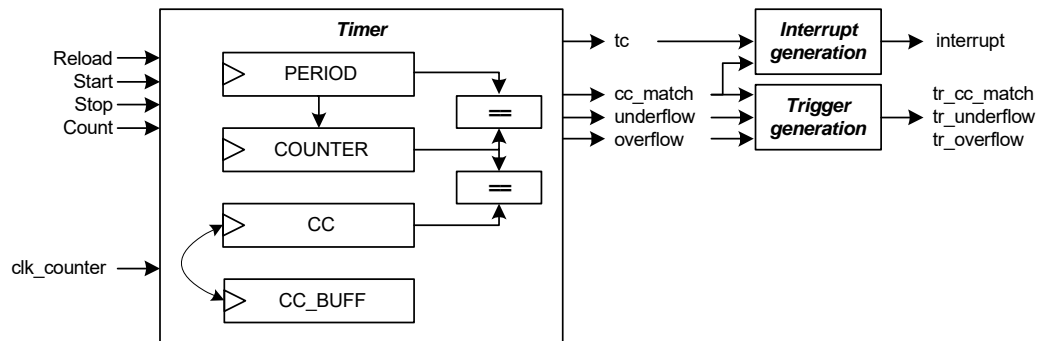 Timer
Reload
Start
Stop
Count
clk_counter
PERIOD
==
COUNTER
==
CC
CC_BUFF
tc
cc_match
underflow
overflow
Interrupt
generation
Trigger
generation
interrupt
tr_cc_match
tr_underflow
tr_overflow